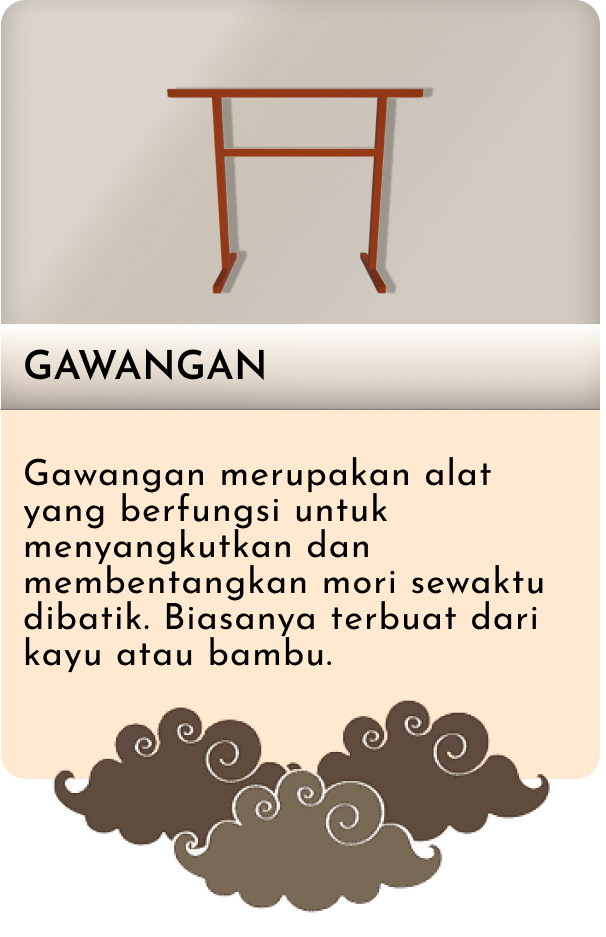 GAWANGAN
Gawangan merupakan alat
yang berfungsi untuk
menyangkutkan dan
membentangkan mori sewaktu
dibatik. Biasanya terbuat dari
kayu atau bambu.